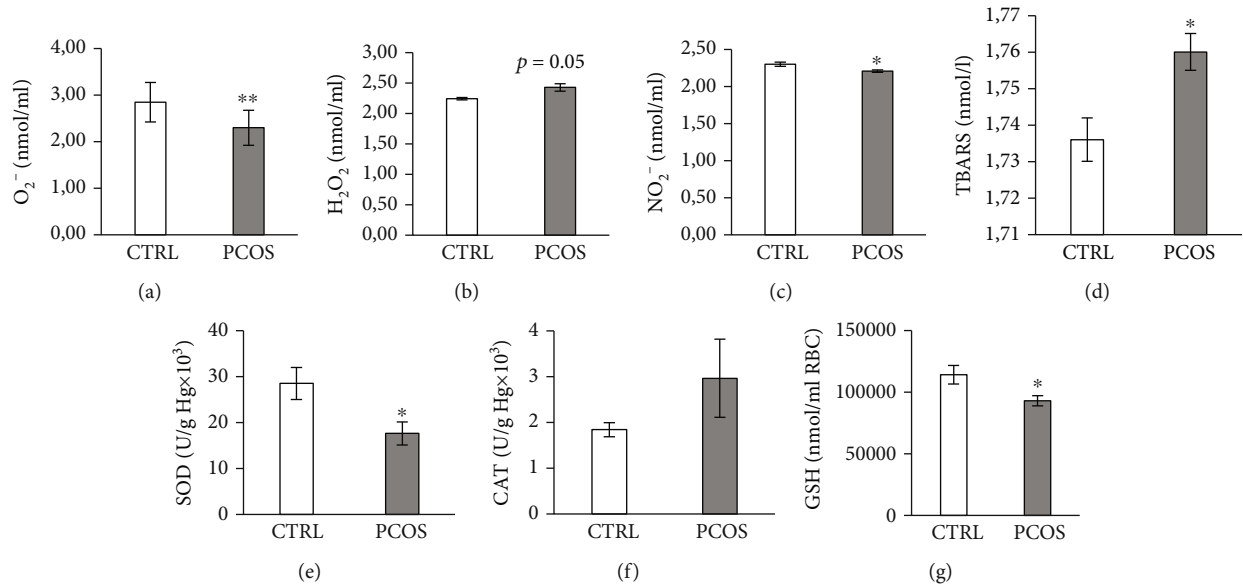 4,00
3,00
2,00
1,00
0,00
O₂⁻ (nmol/ml)
**
CTRL PCOS
(a)
3,00
2,50
2,00
1,50
1,00
0,50
0,00
H₂O₂ (nmol/ml)
p = 0.05
CTRL PCOS
(b)
2,50
2,00
1,50
1,00
0,50
0,00
NO₂⁻ (nmol/ml)
*
CTRL PCOS
(c)
1,77
1,76
1,75
1,74
1,73
1,72
1,71
TBARS (nmol/l)
*
CTRL PCOS
(d)
40
30
20
10
0
SOD (U/g Hg×10³)
*
CTRL PCOS
(e)
4
3
2
1
0
CAT (U/g Hg×10³)
CTRL PCOS
(f)
150000
100000
50000
0
GSH (nmol/ml RBC)
*
CTRL PCOS
(g)